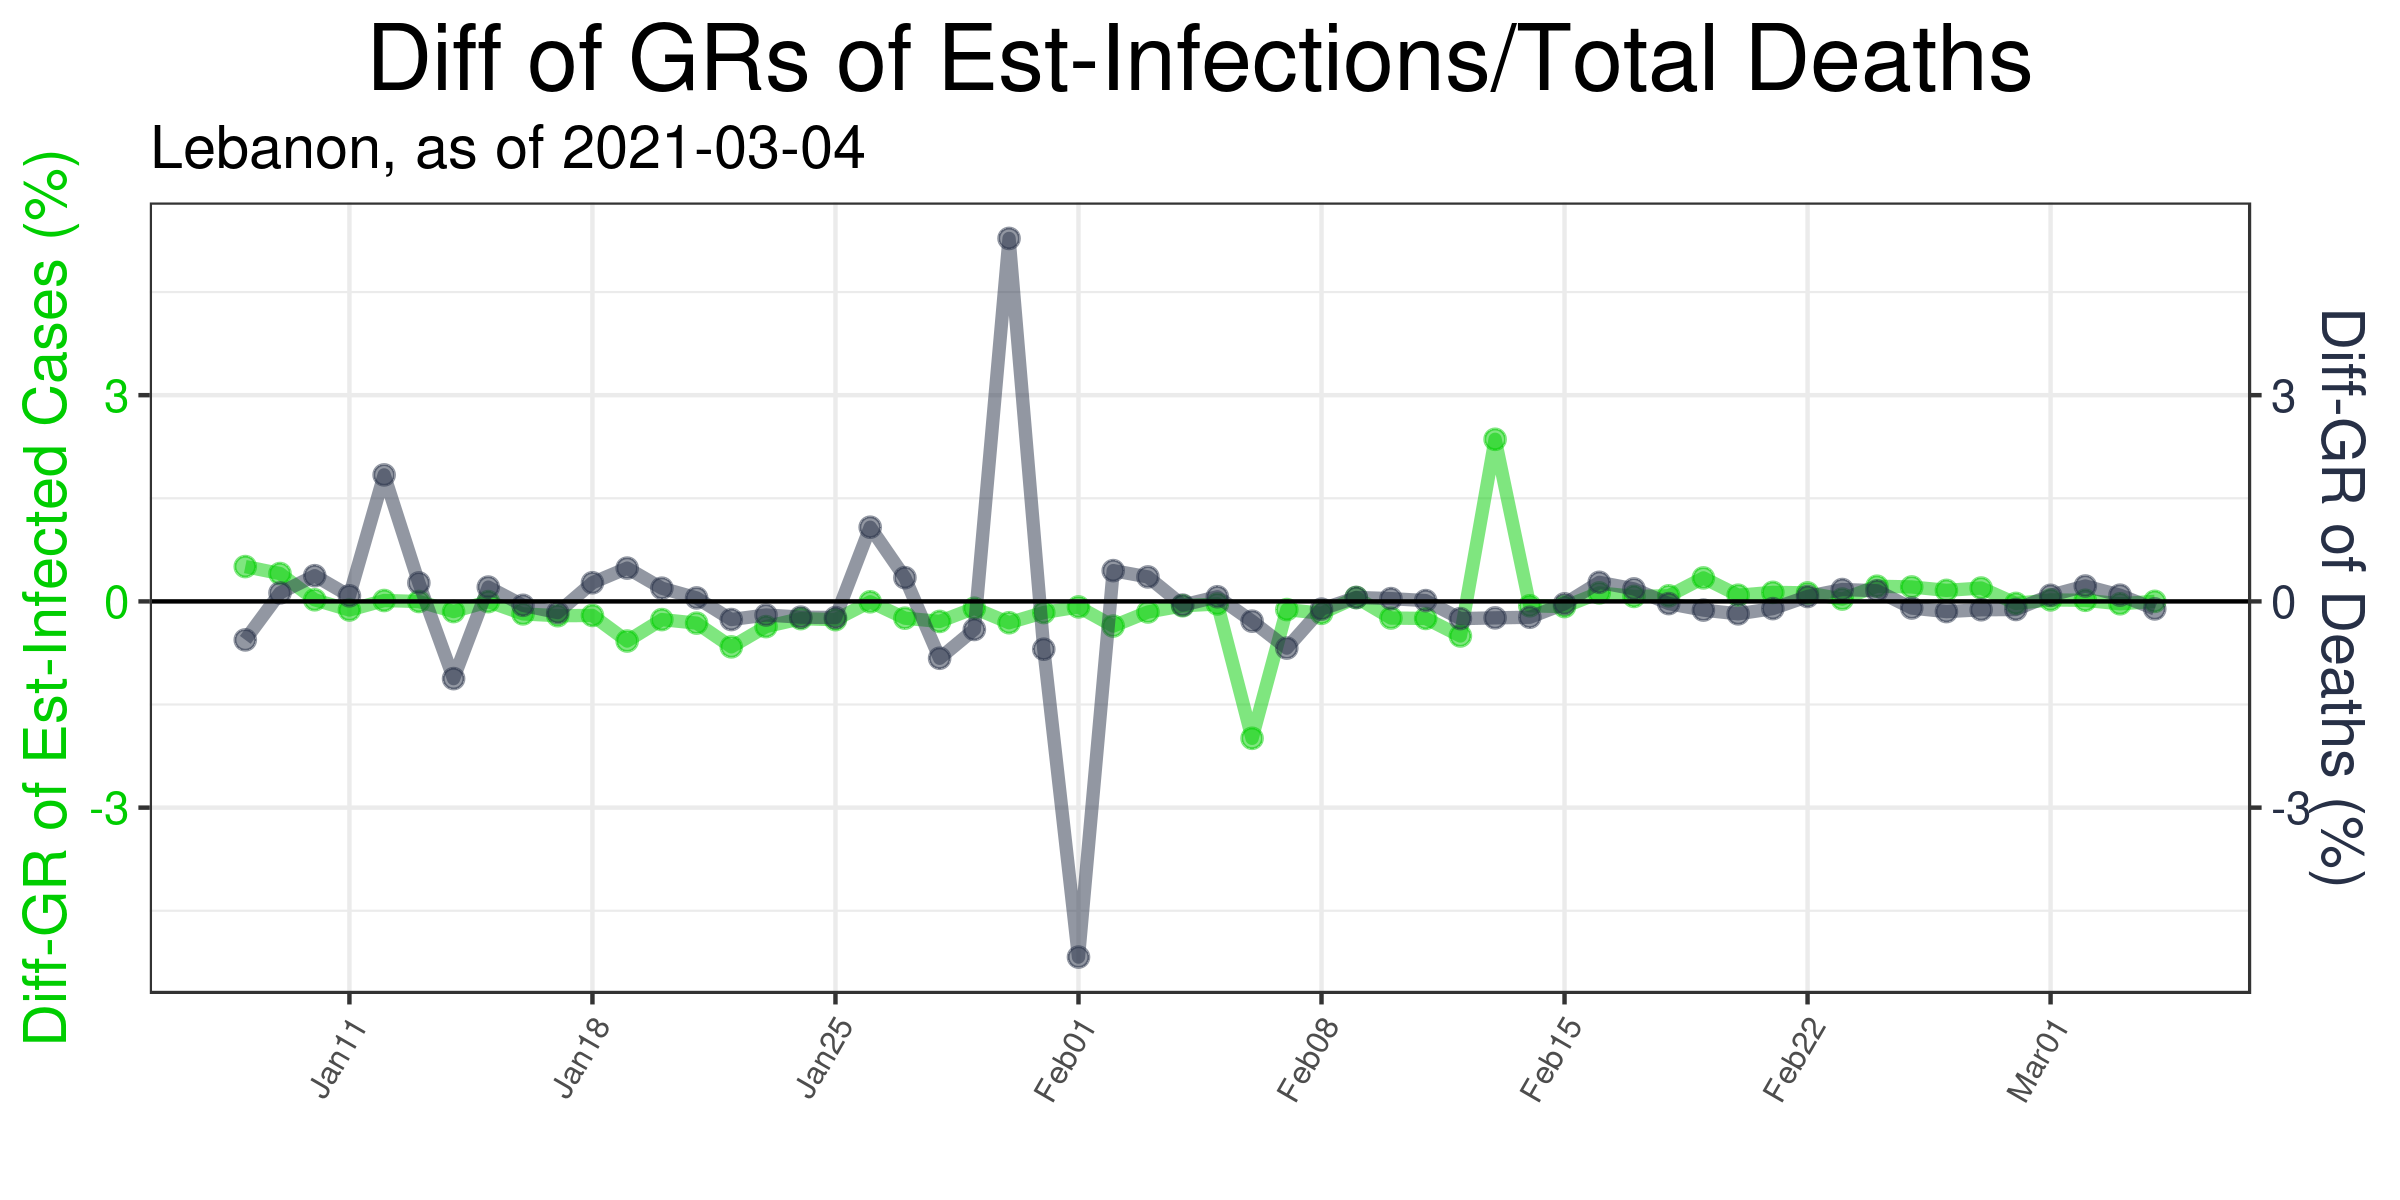 Diff of GRs of Est-Infections/Total Deaths
Lebanon, as of 2021-03-04
Diff-GR of Est-Infected Cases (%)
3
0
-3
3
0
-3
Diff-GR of Deaths (%)
Jan11
Jan18
Jan25
Feb01
Feb08
Feb15
Feb22
Mar01